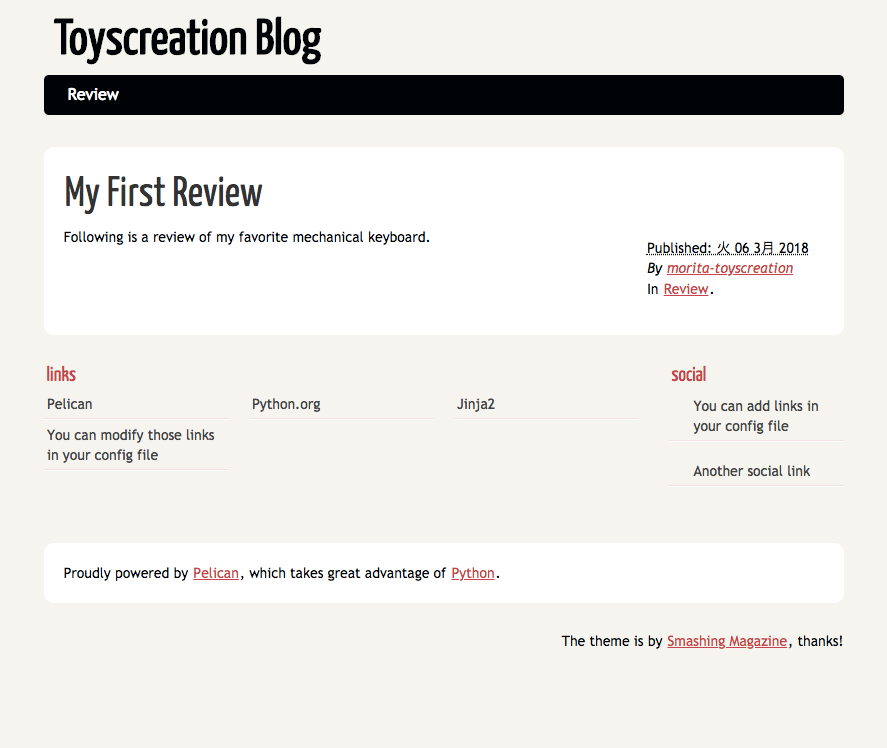 Toyscreation Blog
Review
My First Review
Following is a review of my favorite mechanical keyboard.
Published: 火 06 3月 2018
By morita-toyscreation
In Review.
links
Pelican
Python.org
Jinja2
You can modify those links
in your config file
social
You can add links in
your config file
Another social link
Proudly powered by Pelican, which takes great advantage of Python.
The theme is by Smashing Magazine, thanks!